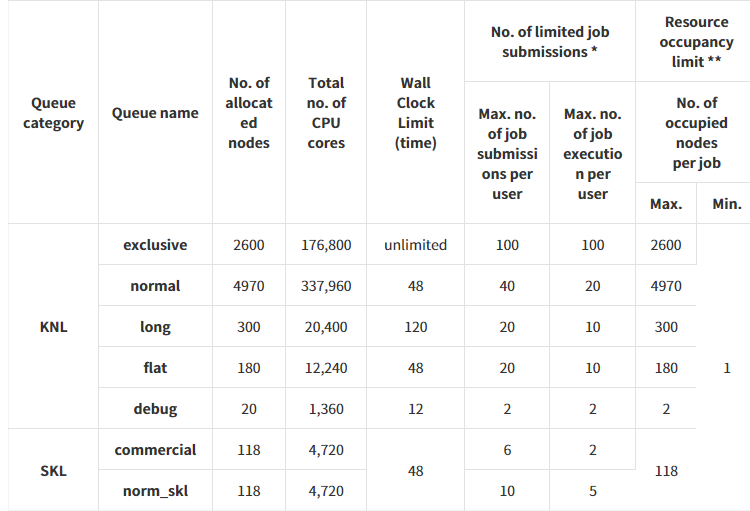 Queue category
Queue name
No. of allocat ed nodes
Total no. of CPU cores
Wall Clock Limit (time)
No. of limited job submissions *
Resource occupancy limit **
Max. no. of job submissi ons per user
Max. no. of job executio n per user
No. of occupied nodes per job
Max.
Min.
KNL
exclusive 2600 176,800 unlimited 100 100 2600
normal 4970 337,960 48 40 20 4970
long 300 20,400 120 20 10 300
flat 180 12,240 48 20 10 180
1
debug 20 1,360 12 2 2 2
SKL
commercial 118 4,720 6 2
48
118
norm_skl 118 4,720 10 5